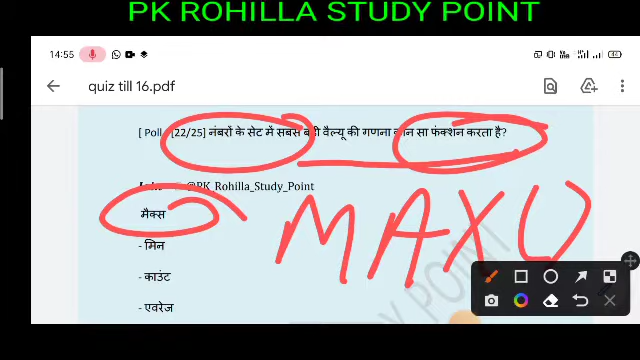 PK ROHILLA STUDY POINT
14:55
quiz till 16.pdf
[ Poll : [22/25] नंबरों के सेट में सबसे बड़ी वैल्यू की गणना कौन सा फंक्शन करता है?
@PK_Rohilla_Study_Point
मैक्स
MAXU
- मिन
- काउंट
- एवरेज